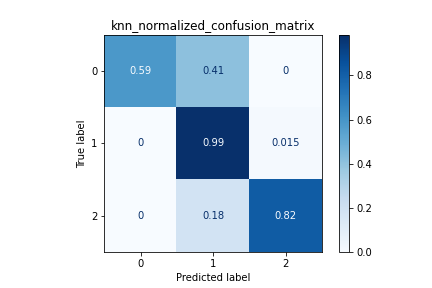 knn_normalized_confusion_matrix
True label
0 0.59 0.41 0
1 0 0.99 0.015
2 0 0.18 0.82
0 1 2
Predicted label
0.8
0.6
0.4
0.2
0.0